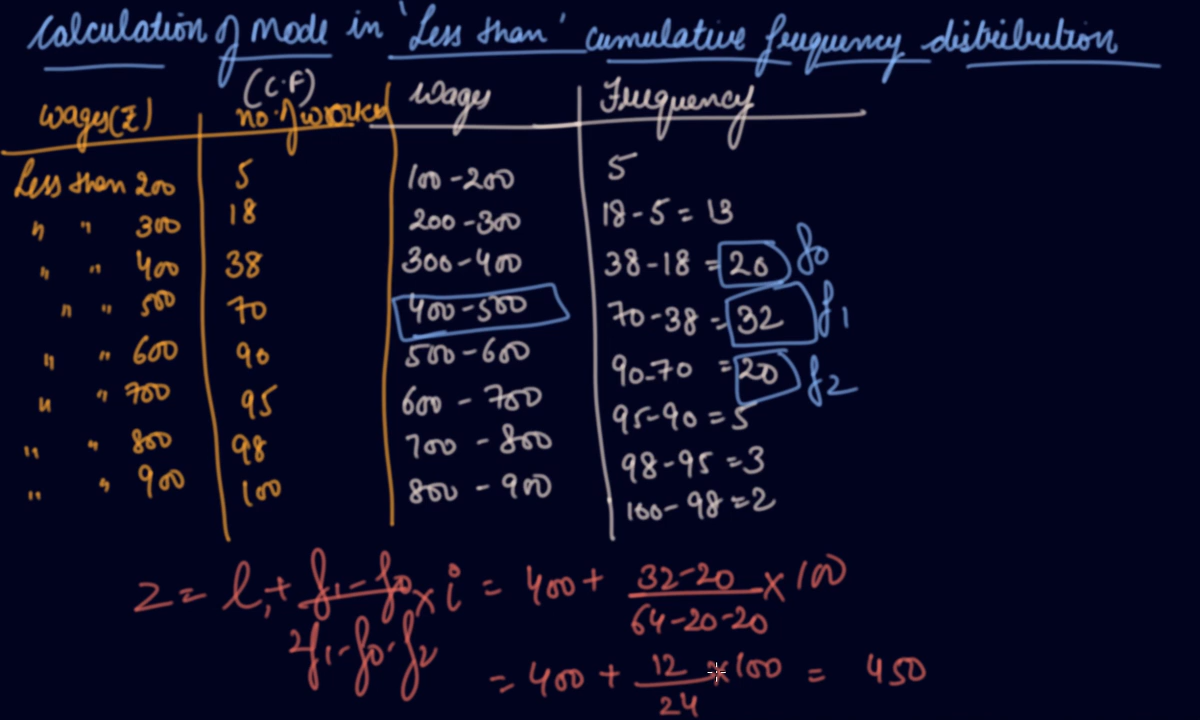 Calculation of Mode in 'Less than' cumulative frequency distribution
Wages(₹) (C.F) no. of workers Wages Frequency
Less than 200 5 100-200 5
" " 300 18 200-300 18-5=13
" " 400 38 300-400 38-18=20 f0
" " 500 70 400-500 70-38=32 f1
" " 600 90 500-600 90-70=20 f2
" " 700 95 600-700 95-90=5
" " 800 98 700-800 98-95=3
" " 900 100 800-900 100-98=2
Z = l1 + f1-f0 / 2f1-f0-f2 × i = 400 + 32-20 / 64-20-20 × 100
= 400 + 12 / 24 × 100 = 450